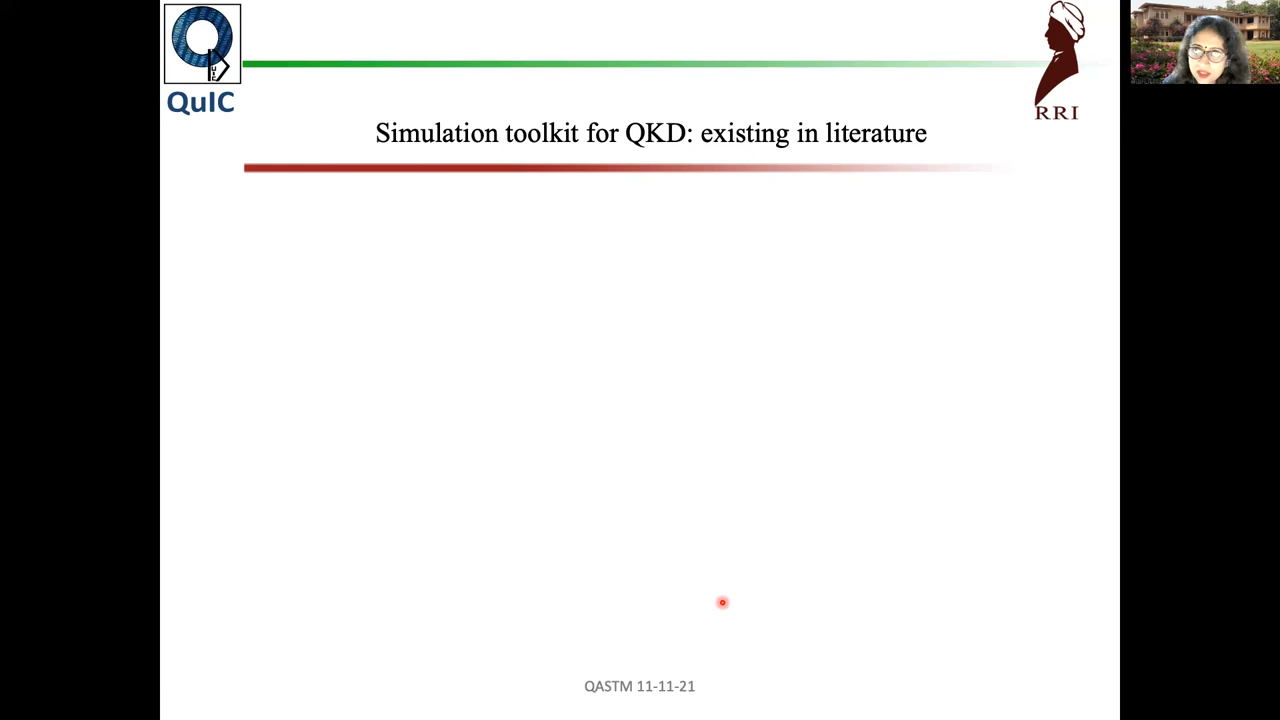 QuIC
RRI
Simulation toolkit for QKD: existing in literature
QASTM 11-11-21